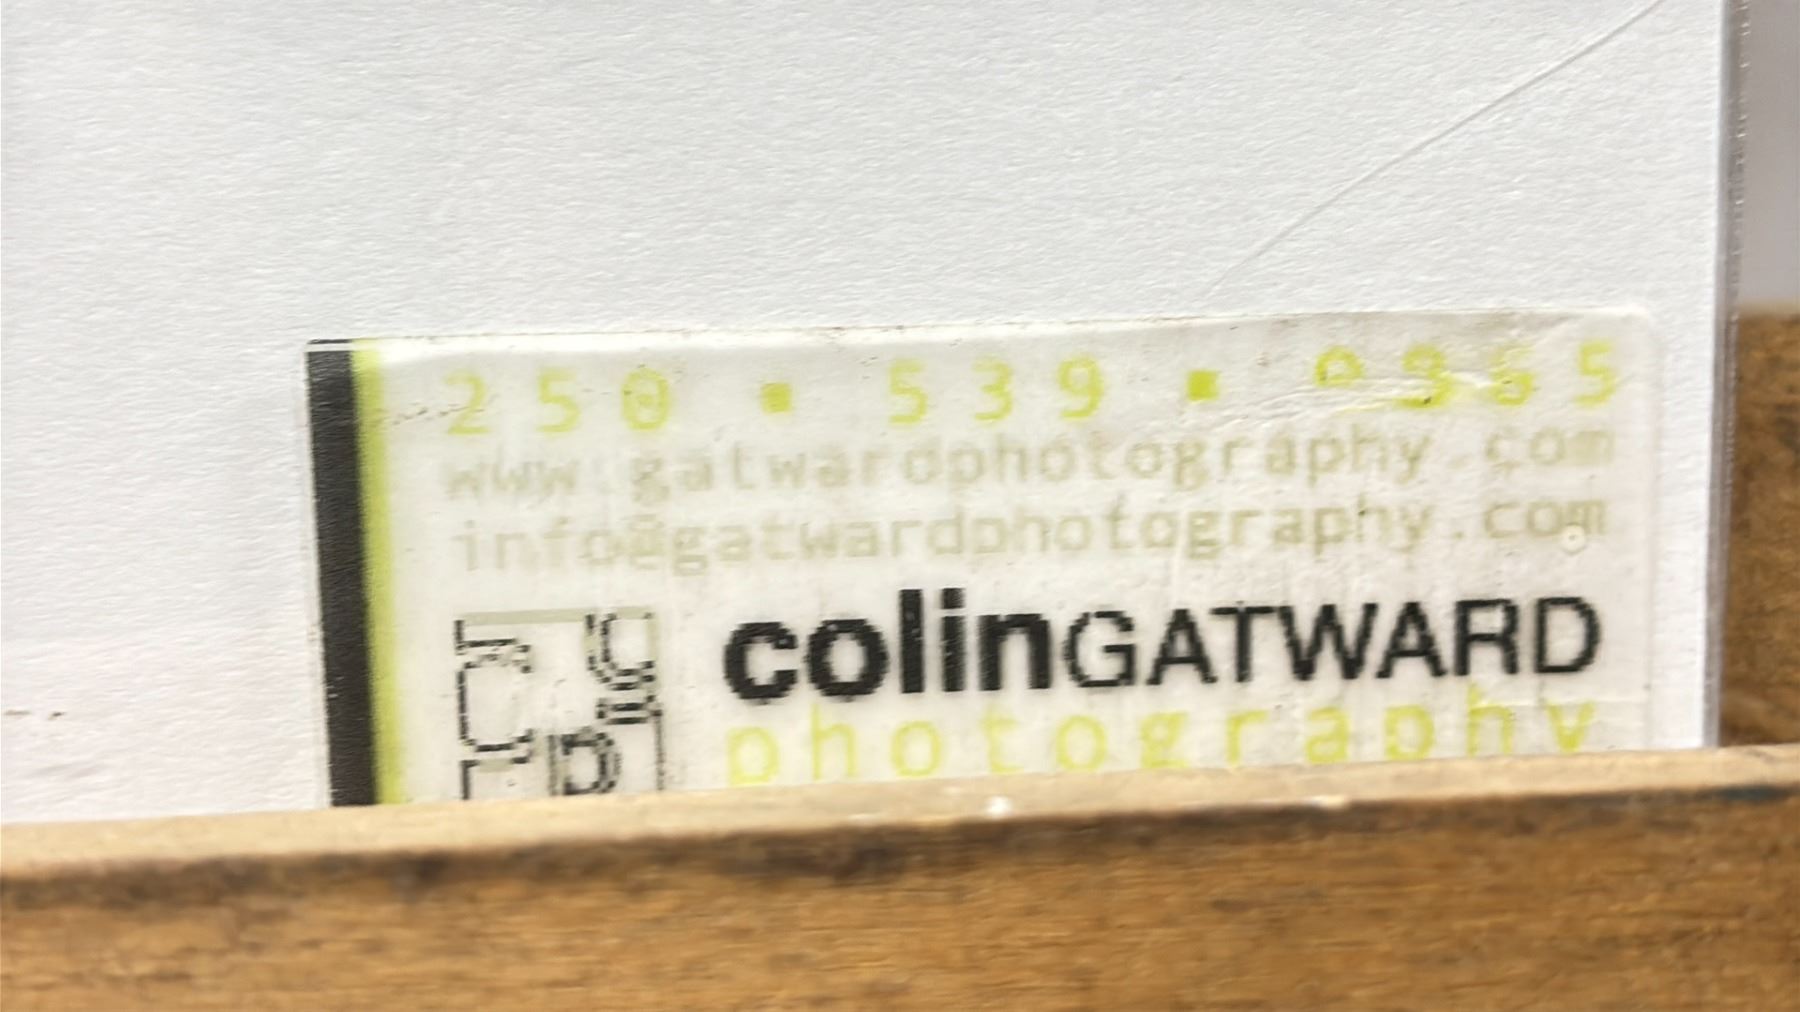 250 ▪ 539 ▪
www.gatwardphotography.com
info@gatwardphotography.com
colinGATWARD
photography